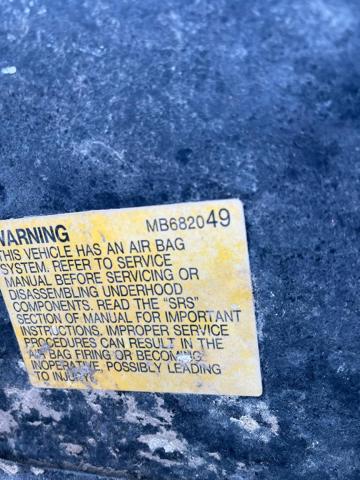 WARNING MB682049
THIS VEHICLE HAS AN AIR BAG
SYSTEM. REFER TO SERVICE
MANUAL BEFORE SERVICING OR
DISASSEMBLING UNDERHOOD
COMPONENTS. READ THE "SRS"
SECTION OF MANUAL FOR IMPORTANT
INSTRUCTIONS. IMPROPER SERVICE
PROCEDURES CAN RESULT IN THE
AIR BAG FIRING OR BECOMING
INOPERATIVE, POSSIBLY LEADING
TO INJURY.